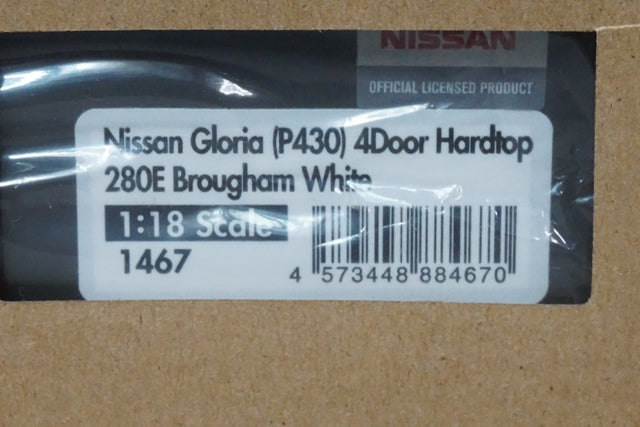 NISSAN
OFFICIAL LICENSED PRODUCT
Nissan Gloria (P430) 4Door Hardtop
280E Brougham White
1:18 Scale
1467
4 573448 884670